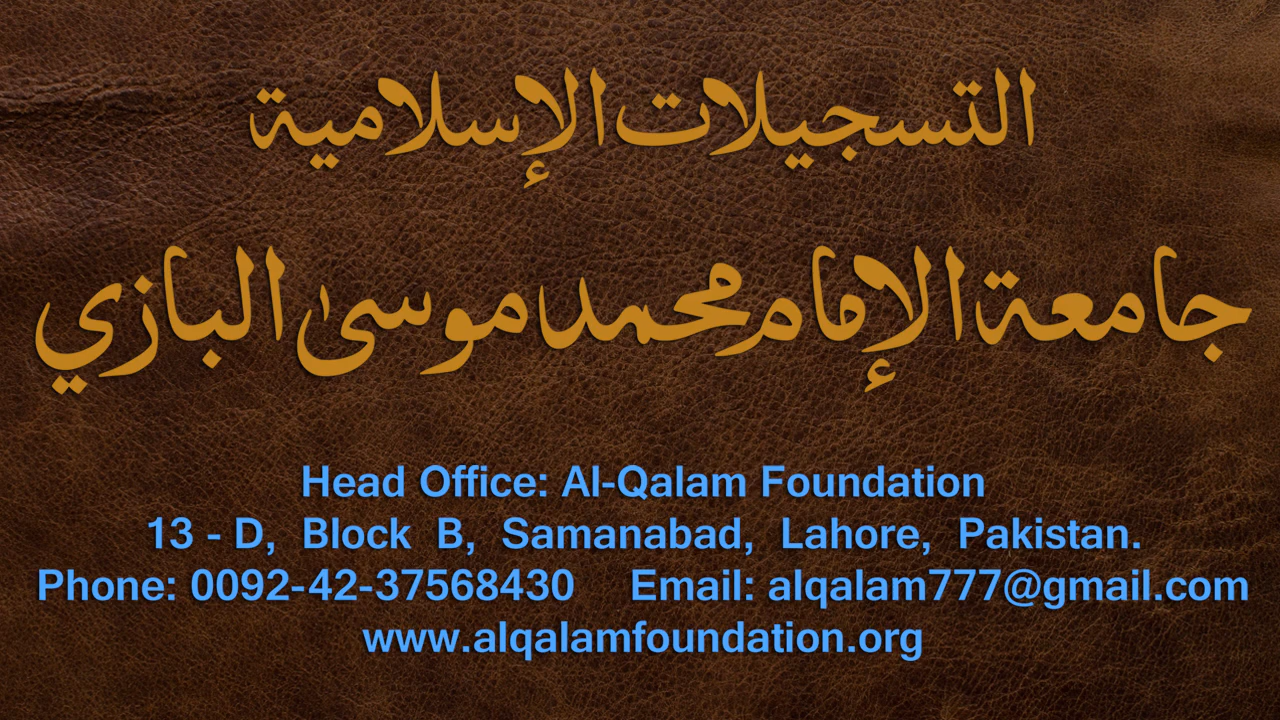 التسجيلات الإسلامية
جامعة الإمام محمد موسىٰ البازي
Head Office: Al-Qalam Foundation
13 - D, Block B, Samanabad, Lahore, Pakistan.
Phone: 0092-42-37568430 Email: alqalam777@gmail.com
www.alqalamfoundation.org